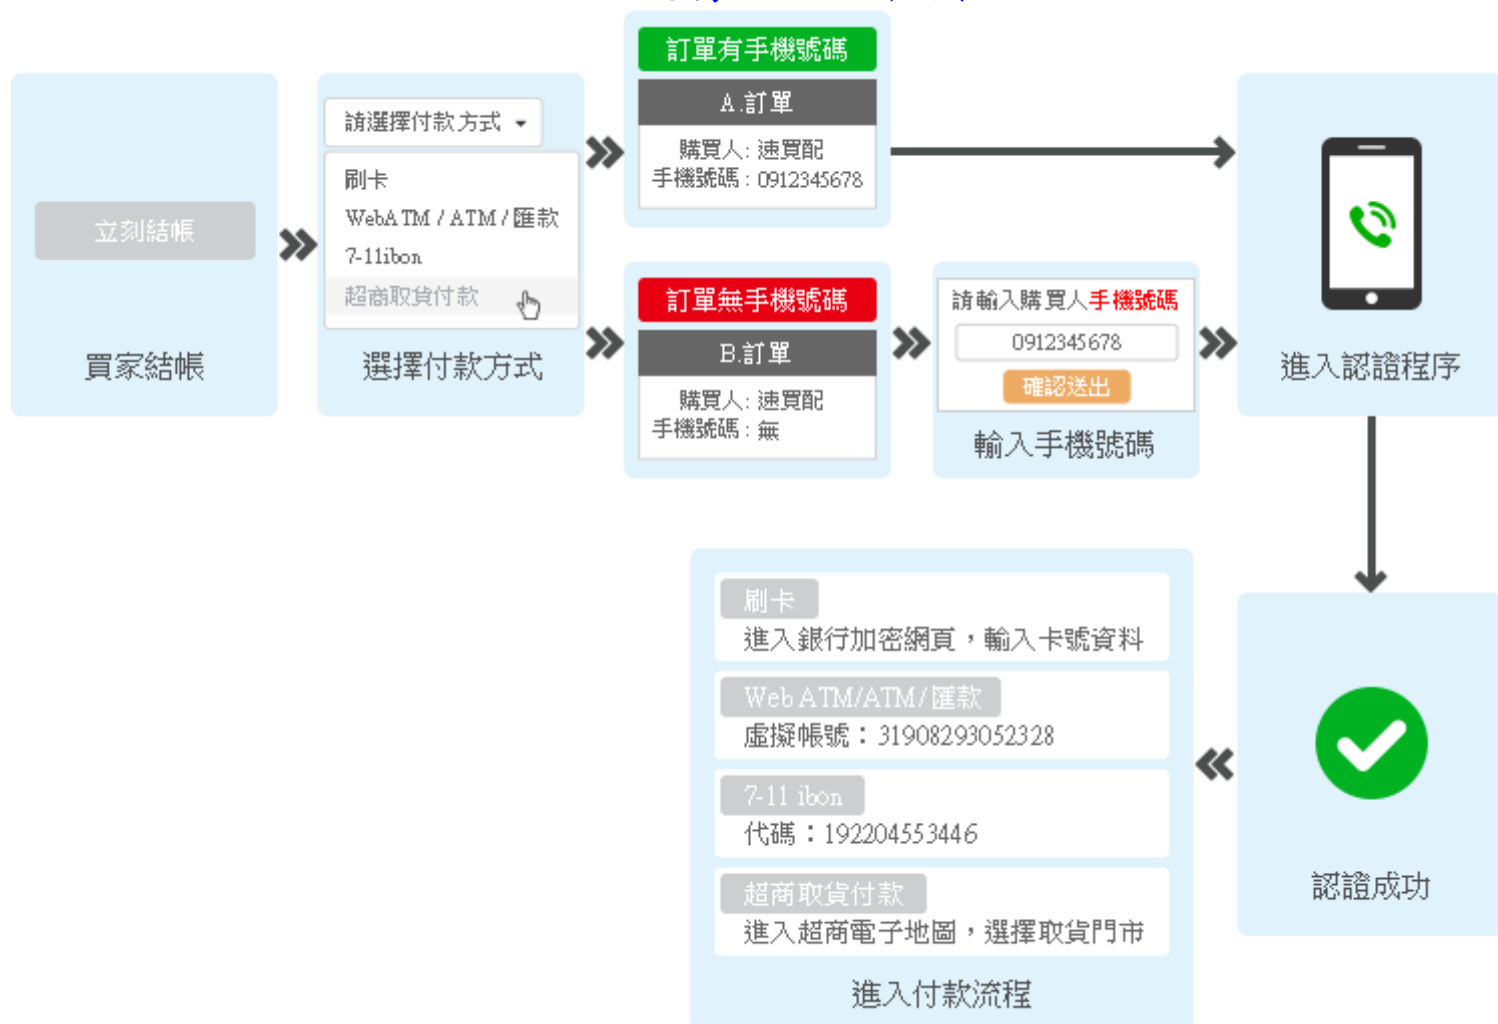 立刻結帳
買家結帳
請選擇付款方式
刷卡
WebATM / ATM / 匯款
7-11ibon
超商取貨付款
選擇付款方式
訂單有手機號碼
A.訂單
購買人: 速買配
手機號碼 : 0912345678
訂單無手機號碼
B.訂單
購買人: 速買配
手機號碼 : 無
請輸入購買人手機號碼
0912345678
確認送出
輸入手機號碼
進入認證程序
認證成功
刷卡
進入銀行加密網頁，輸入卡號資料
Web ATM/ATM/ 匯款
虛擬帳號：31908293052328
7-11 ibon
代碼：192204553446
超商取貨付款
進入超商電子地圖，選擇取貨門市
進入付款流程